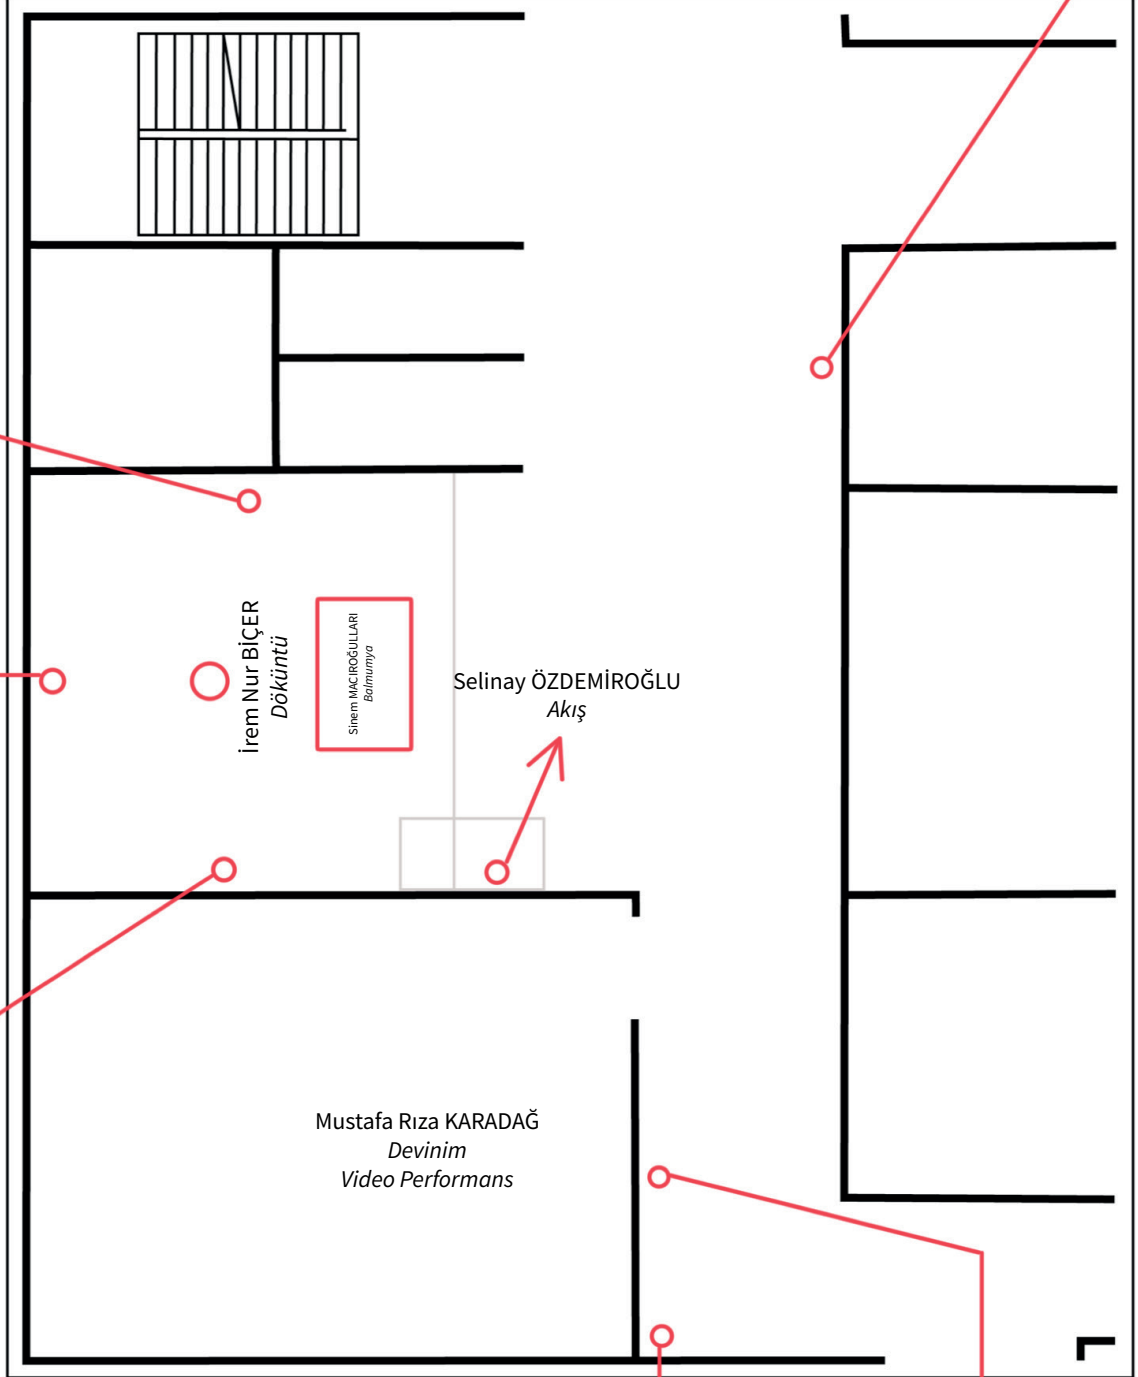 İrem Nur BİÇER
Döküntü
Sinem MACIROĞULLARI
Balmumya
Selinay ÖZDEMİROĞLU
Akış
Mustafa Rıza KARADAĞ
Devinim
Video Performans